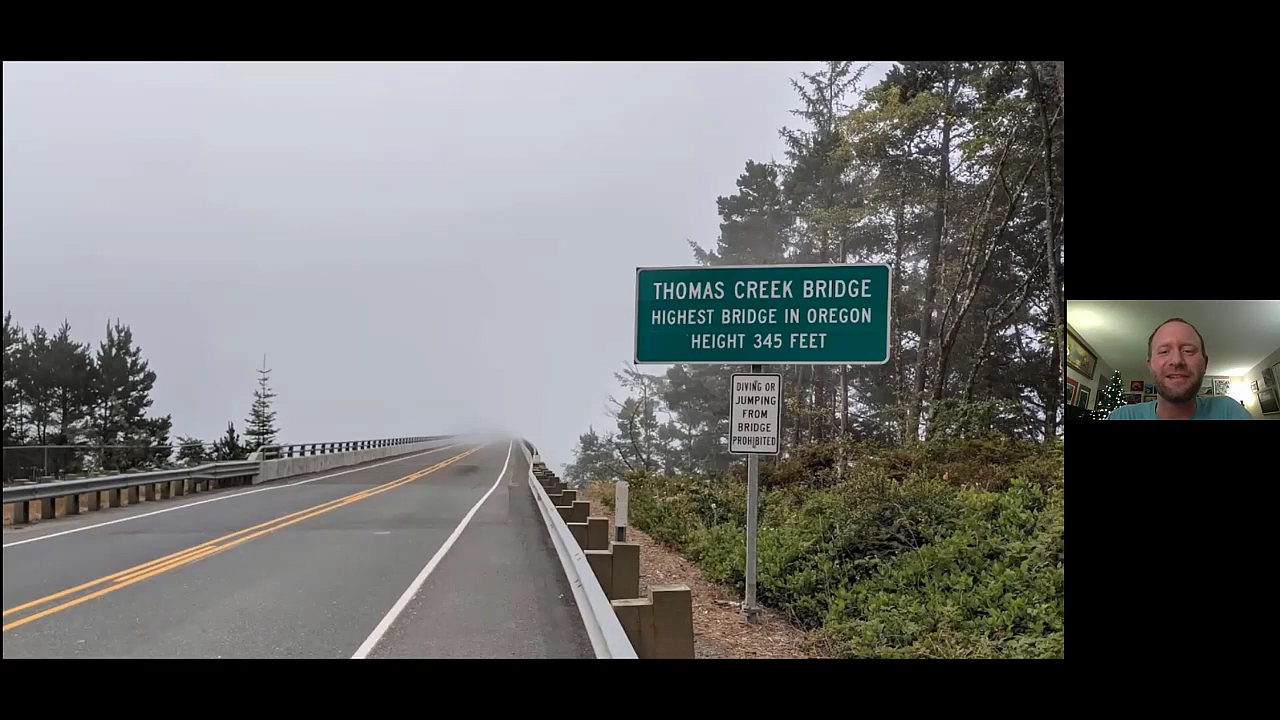 THOMAS CREEK BRIDGE
HIGHEST BRIDGE IN OREGON
HEIGHT 345 FEET
DIVING OR
JUMPING
FROM
BRIDGE
PROHIBITED